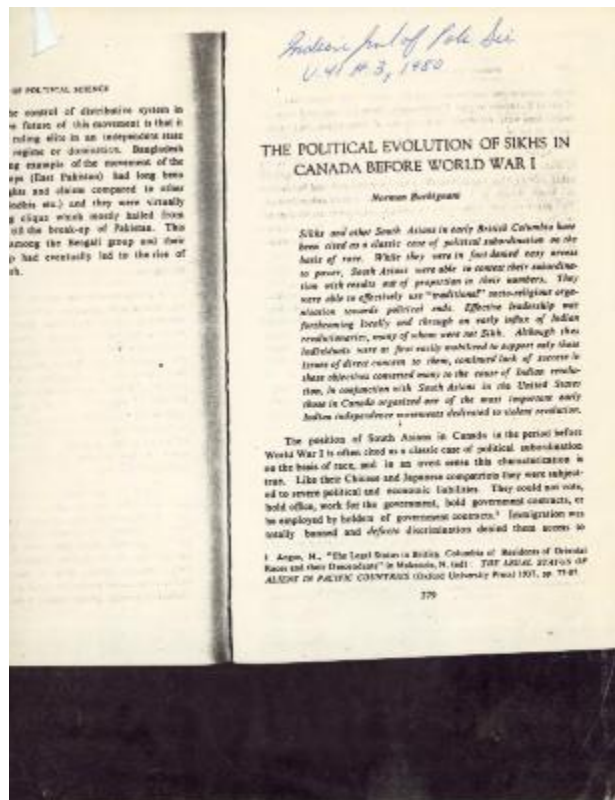 Indian Jnl of Pol. Sci
V. 41 # 3, 1980
OF POLITICAL SCIENCE
he control of distributive system in
e future of this movement is that it
ruling elite in an independent state
regime or domination. Bangladesh
ng example of the movement of the
(East Pakistan) had long been
ghts and claims compared to other
etc.) and they were virtually
g clique which mostly hailed from
till the break-up of Pakistan. This
among the Bengali group and their
p had eventually led to the rise of
sh.
THE POLITICAL EVOLUTION OF SIKHS IN
CANADA BEFORE WORLD WAR I
Norman Buchignani
Sikhs and other South Asians in early British Columbia have
been cited as a classic case of political subordination on the
basis of race. While they were in fact denied easy access
to power, South Asians were able to contest their subordina-
tion with results out of proportion to their numbers. They
were able to effectively use "traditional" socio-religious orga-
nisation towards political ends. Effective leadership was
forthcoming locally and through an early influx of Indian
revolutionaries, many of whom were not Sikh. Although these
individuals were at first easily mobilized to support only those
issues of direct concern to them, continued lack of success in
these objectives converted many to the cause of Indian revolu-
tion, in conjunction with South Asians in the United States
those in Canada organized one of the most important early
Indian independence movements dedicated to violent revolution.
The position of South Asians in Canada in the period before
World War I is often cited as a classic case of political subordination
on the basis of race, and in an overt sense this characterization is
true. Like their Chinese and Japanese compatriots they were subject-
ed to severe political and economic liabilities. They could not vote,
hold office, work for the government, hold government contracts, or
be employed by holders of government contracts.¹ Immigration was
totally banned and defacto discrimination denied them access to
1 Angus, H., "The Legal Status in British Columbia of Residents of Oriental
Races and their Descendants" in Mckenzie, N. (ed) THE LEGAL STATUS OF
ALIENS IN PACIFIC COUNTRIES (Oxford University Press) 1937, pp. 77-87.
379